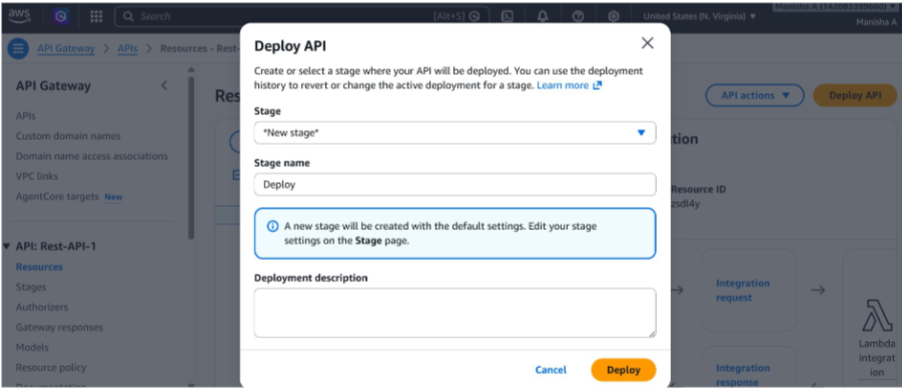 aws
Search
[Alt+S]
United States (N. Virginia)
Manisha A
API Gateway > APIs > Resources - Rest-
API Gateway
APIs
Custom domain names
Domain name access associations
VPC links
AgentCore targets New
API: Rest-API-1
Resources
Stages
Authorizers
Gateway responses
Models
Resource policy
Res
API actions
Deploy API
tion
Resource ID
zsdl4y
Integration
request
Integration
response
Lambda
integrat
ion
Deploy API
Create or select a stage where your API will be deployed. You can use the deployment
history to revert or change the active deployment for a stage. Learn more
Stage
*New stage*
Stage name
Deploy
A new stage will be created with the default settings. Edit your stage
settings on the Stage page.
Deployment description
Cancel
Deploy